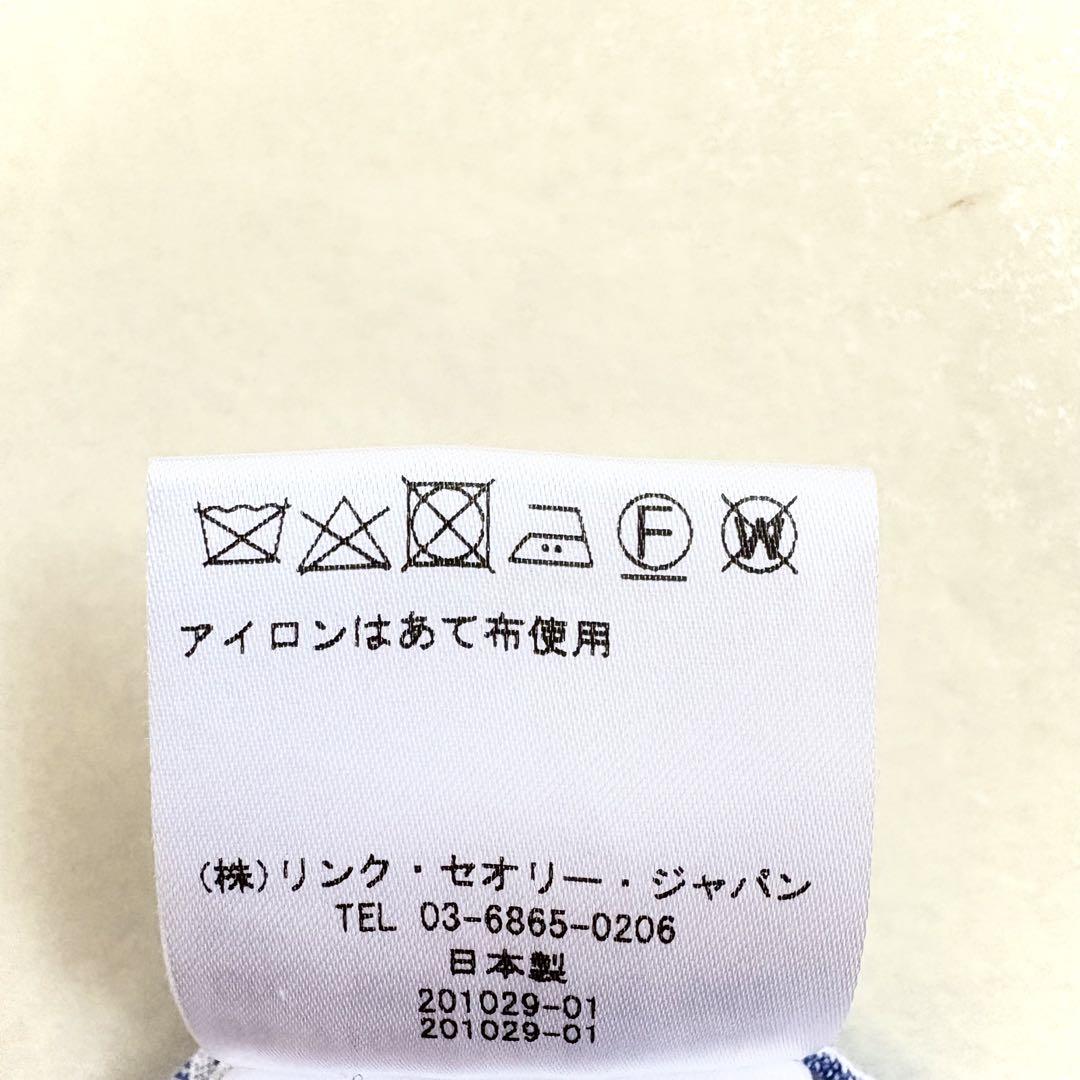 F W
アイロンはあて布使用
(株)リンク・セオリー・ジャパン
TEL 03-6865-0206
日本製
201029-01
201029-01